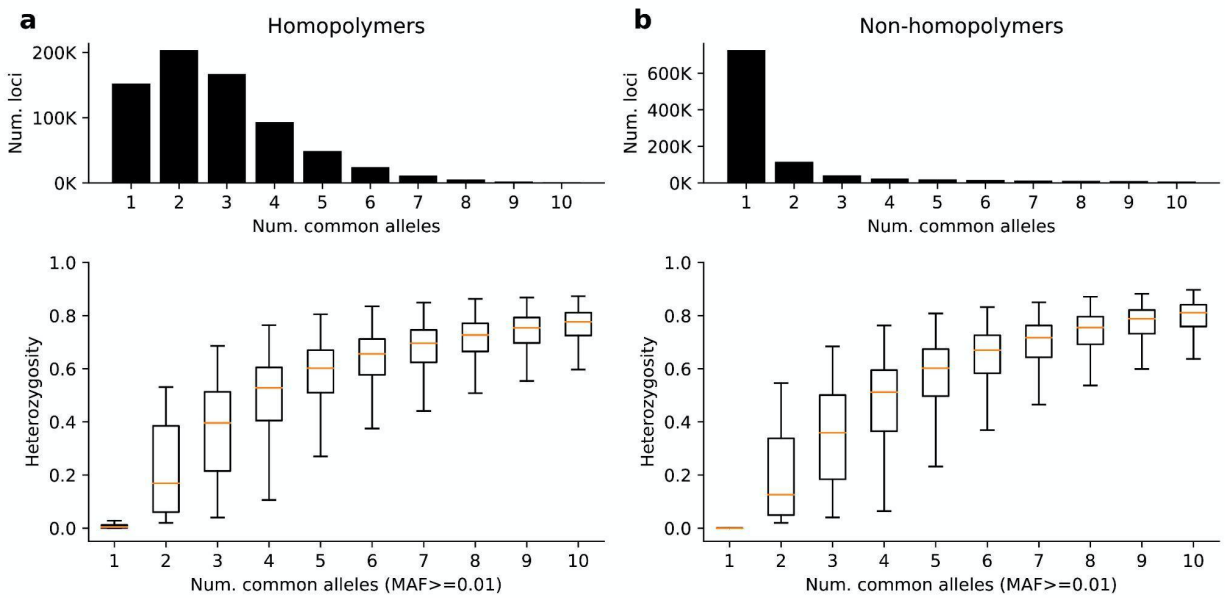 a
Homopolymers
200K
100K
0K
Num. loci
1 2 3 4 5 6 7 8 9 10
Num. common alleles
1.0
0.8
0.6
0.4
0.2
0.0
Heterozygosity
1 2 3 4 5 6 7 8 9 10
Num. common alleles (MAF>=0.01)
b
Non-homopolymers
600K
400K
200K
0K
Num. loci
1 2 3 4 5 6 7 8 9 10
Num. common alleles
1.0
0.8
0.6
0.4
0.2
0.0
Heterozygosity
1 2 3 4 5 6 7 8 9 10
Num. common alleles (MAF>=0.01)